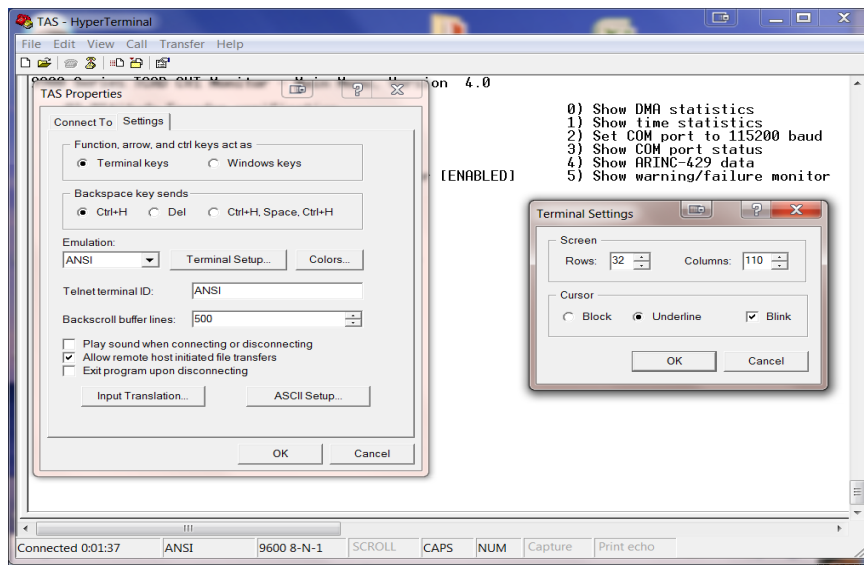 TAS - HyperTerminal
File Edit View Call Transfer Help
on 4.0
0) Show DMA statistics
1) Show time statistics
2) Set COM port to 115200 baud
3) Show COM port status
4) Show ARINC-429 data
[ENABLED] 5) Show warning/failure monitor
TAS Properties
Connect To Settings
Function, arrow, and ctrl keys act as
Terminal keys Windows keys
Backspace key sends
Ctrl+H Del Ctrl+H, Space, Ctrl+H
Emulation:
ANSI Terminal Setup... Colors...
Telnet terminal ID: ANSI
Backscroll buffer lines: 500
Play sound when connecting or disconnecting
Allow remote host initiated file transfers
Exit program upon disconnecting
Input Translation... ASCII Setup...
OK Cancel
Terminal Settings
Screen
Rows: 32 Columns: 110
Cursor
Block Underline Blink
OK Cancel
Connected 0:01:37 ANSI 9600 8-N-1 SCROLL CAPS NUM Capture Print echo